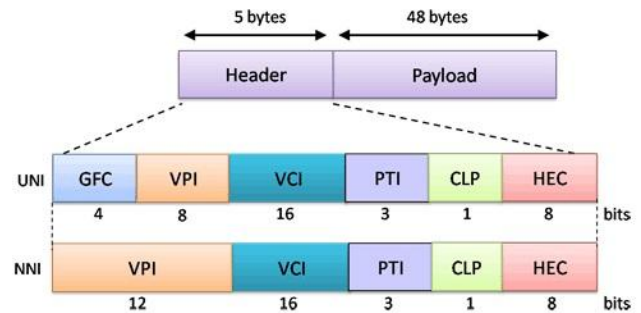 5 bytes 48 bytes
Header Payload
UNI GFC VPI VCI PTI CLP HEC
4 8 16 3 1 8 bits
NNI VPI VCI PTI CLP HEC
12 16 3 1 8 bits